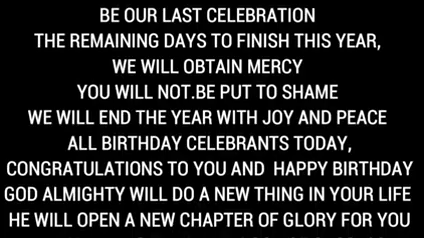 BE OUR LAST CELEBRATION
THE REMAINING DAYS TO FINISH THIS YEAR,
WE WILL OBTAIN MERCY
YOU WILL NOT.BE PUT TO SHAME
WE WILL END THE YEAR WITH JOY AND PEACE
ALL BIRTHDAY CELEBRANTS TODAY,
CONGRATULATIONS TO YOU AND HAPPY BIRTHDAY
GOD ALMIGHTY WILL DO A NEW THING IN YOUR LIFE
HE WILL OPEN A NEW CHAPTER OF GLORY FOR YOU